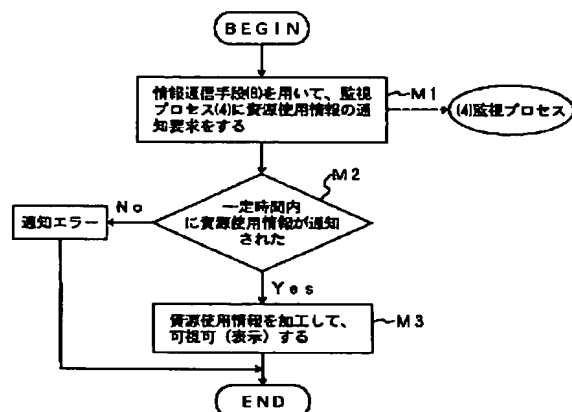 BEGIN
情報通信手段(8)を用いて、監視
プロセス(4)に資源使用情報の通
知要求をする
M1
(4)監視プロセス
M2
一定時間内
に資源使用情報が通知
された
No
通知エラー
Yes
資源使用情報を加工して、
可視可(表示)する
M3
END